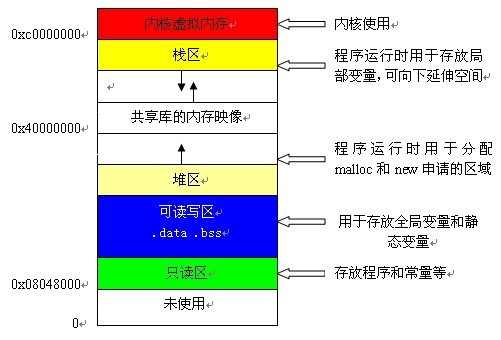 内核虚拟内存
内核使用
0xc0000000
栈区
程序运行时用于存放局
部变量,可向下延伸空间
共享库的内存映像
0x40000000
程序运行时用于分配
malloc 和 new 申请的区域
堆区
可读写区
.data .bss
用于存放全局变量和静
态变量
只读区
存放程序和常量等
0x08048000
未使用
0